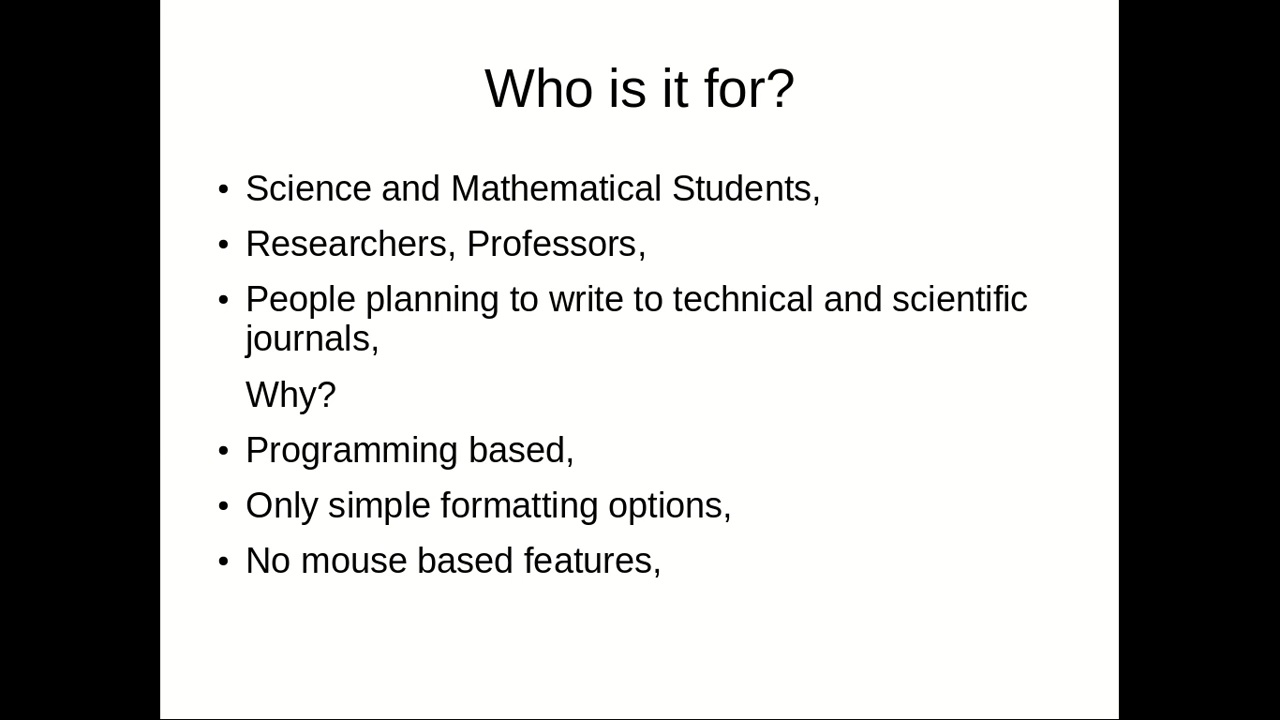 Who is it for?
• Science and Mathematical Students,
• Researchers, Professors,
• People planning to write to technical and scientific
journals,
Why?
• Programming based,
• Only simple formatting options,
• No mouse based features,